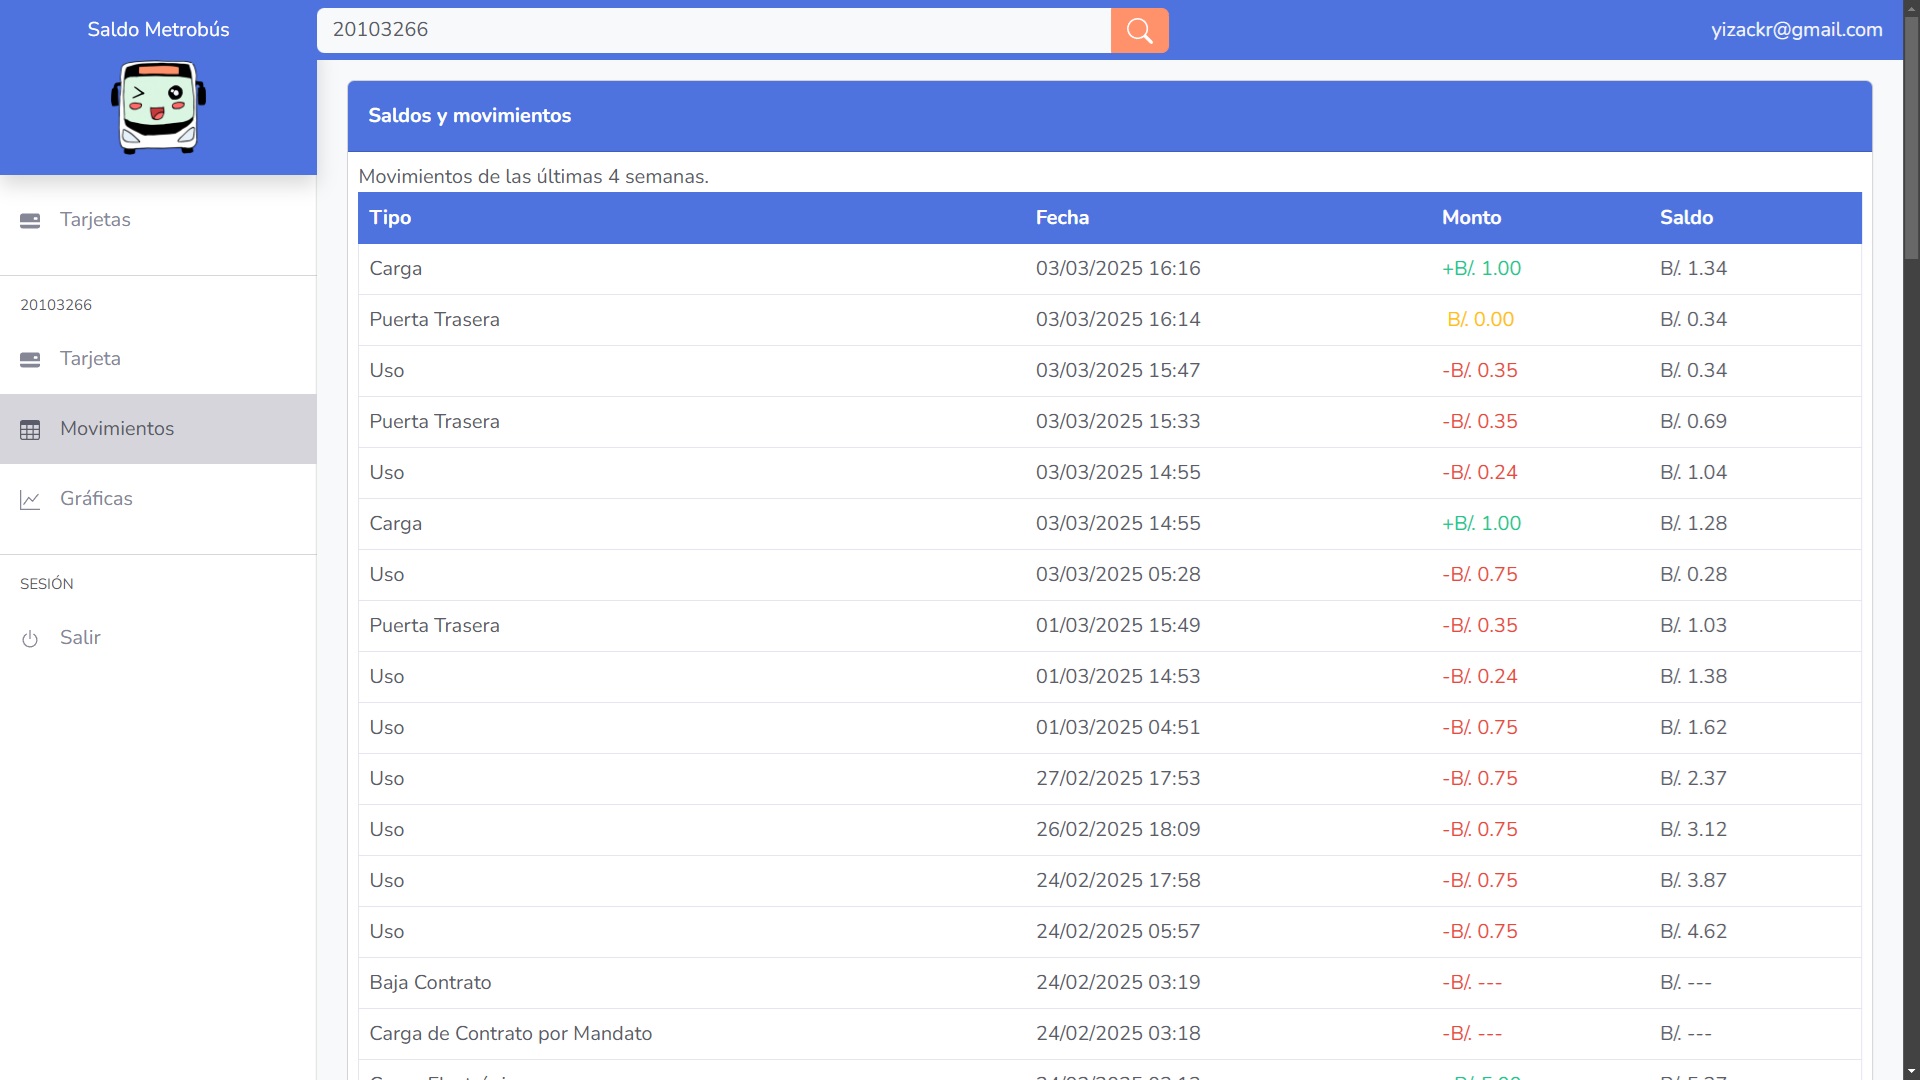 Saldo Metrobús
20103266
yizackr@gmail.com
Tarjetas
20103266
Tarjeta
Movimientos
Gráficas
SESIÓN
Salir
Saldos y movimientos
Movimientos de las últimas 4 semanas.
Tipo Fecha Monto Saldo
Carga 03/03/2025 16:16 +B/. 1.00 B/. 1.34
Puerta Trasera 03/03/2025 16:14 B/. 0.00 B/. 0.34
Uso 03/03/2025 15:47 -B/. 0.35 B/. 0.34
Puerta Trasera 03/03/2025 15:33 -B/. 0.35 B/. 0.69
Uso 03/03/2025 14:55 -B/. 0.24 B/. 1.04
Carga 03/03/2025 14:55 +B/. 1.00 B/. 1.28
Uso 03/03/2025 05:28 -B/. 0.75 B/. 0.28
Puerta Trasera 01/03/2025 15:49 -B/. 0.35 B/. 1.03
Uso 01/03/2025 14:53 -B/. 0.24 B/. 1.38
Uso 01/03/2025 04:51 -B/. 0.75 B/. 1.62
Uso 27/02/2025 17:53 -B/. 0.75 B/. 2.37
Uso 26/02/2025 18:09 -B/. 0.75 B/. 3.12
Uso 24/02/2025 17:58 -B/. 0.75 B/. 3.87
Uso 24/02/2025 05:57 -B/. 0.75 B/. 4.62
Baja Contrato 24/02/2025 03:19 -B/. --- B/. ---
Carga de Contrato por Mandato 24/02/2025 03:18 -B/. --- B/. ---